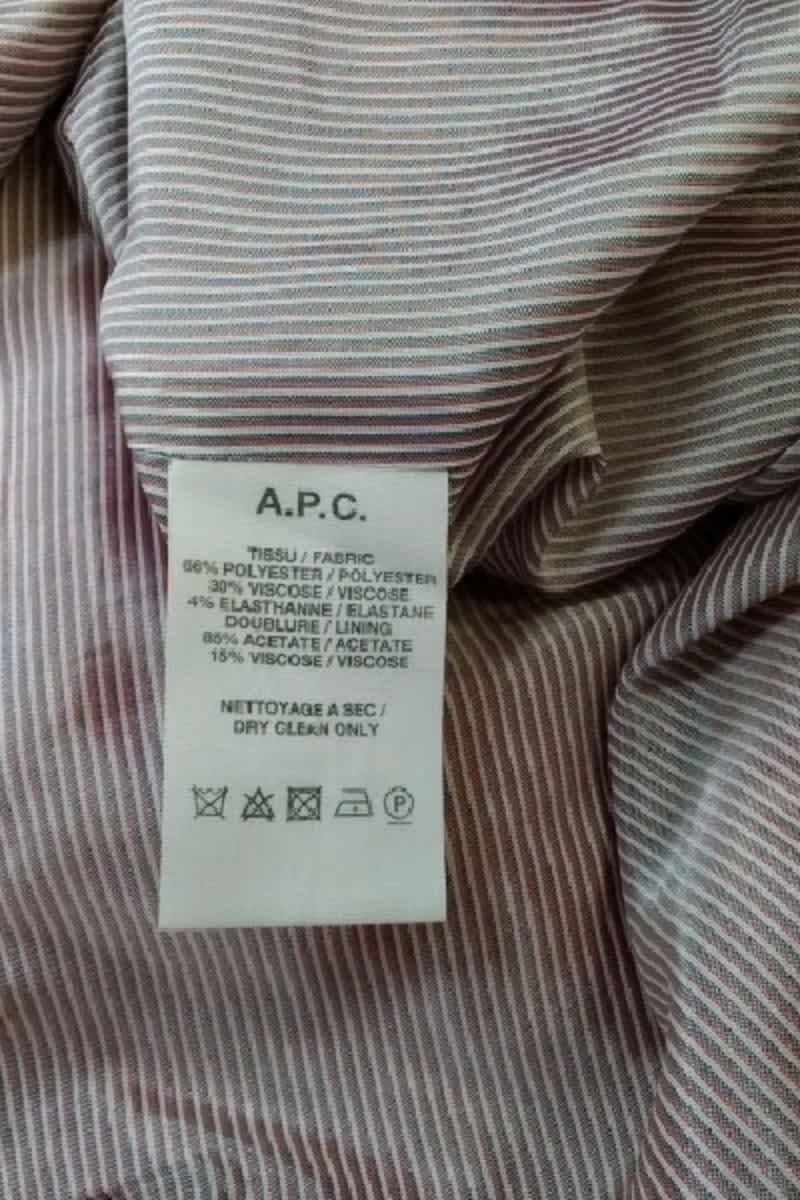 A.P.C.
TISSU / FABRIC
66% POLYESTER / POLYESTER
30% VISCOSE / VISCOSE
4% ELASTHANNE / ELASTANE
DOUBLURE / LINING
85% ACETATE / ACETATE
15% VISCOSE / VISCOSE
NETTOYAGE A SEC /
DRY CLEAN ONLY
P